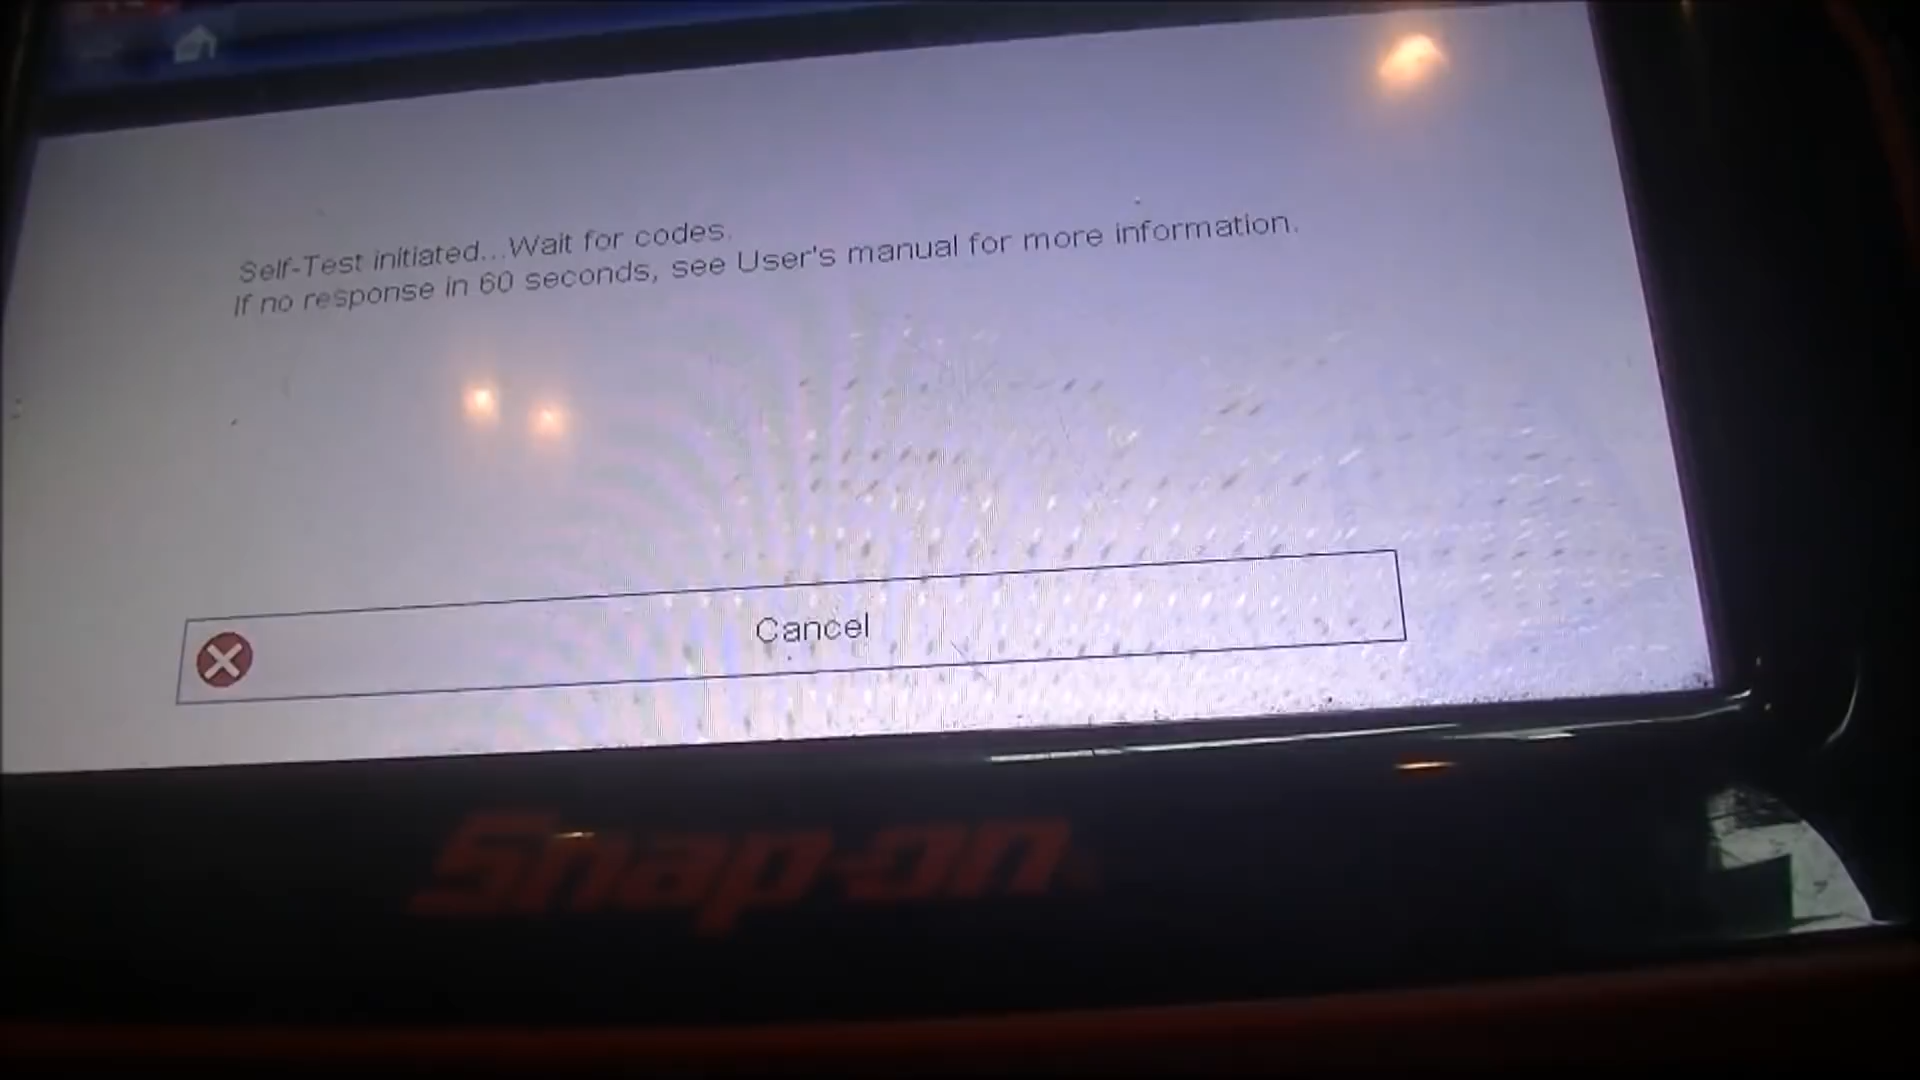 Self-Test initiated...Wait for codes.
If no response in 60 seconds, see User's manual for more information.
Cancel
Snap-on